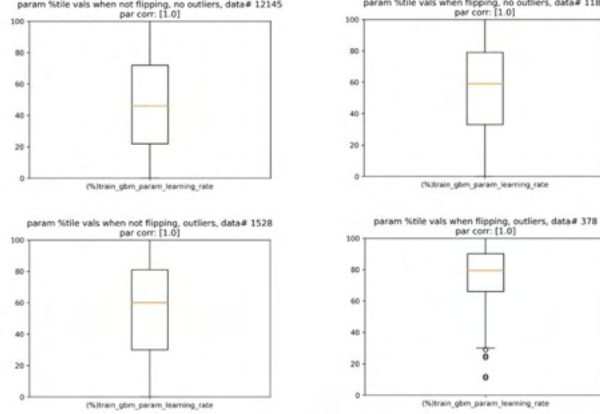 param %tile vals when not flipping, no outliers, data# 12145
par corr: [1.0]
100
80
60
40
20
0
(%)train_gbm_param_learning_rate
param %tile vals when flipping, no outliers, data# 118
par corr: [1.0]
100
80
60
40
20
0
(%)train_gbm_param_learning_rate
param %tile vals when not flipping, outliers, data# 1528
par corr: [1.0]
100
80
60
40
20
0
(%)train_gbm_param_learning_rate
param %tile vals when flipping, outliers, data# 378
par corr: [1.0]
100
80
60
40
20
0
(%)train_gbm_param_learning_rate